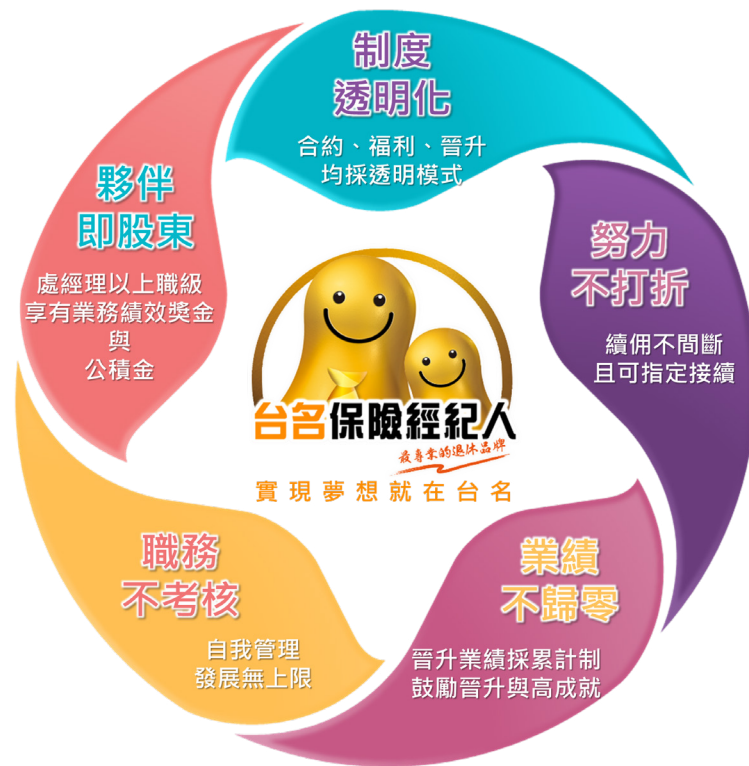 制度
透明化
合約、福利、晉升
均採透明模式
努力
不打折
續佣不間斷
且可指定接續
業績
不歸零
晉升業績採累計制
鼓勵晉升與高成就
職務
不考核
自我管理
發展無上限
夥伴
即股東
處經理以上職級
享有業務績效獎金
與
公積金
台名保險經紀人
最專業的退休品牌
實現夢想就在台名